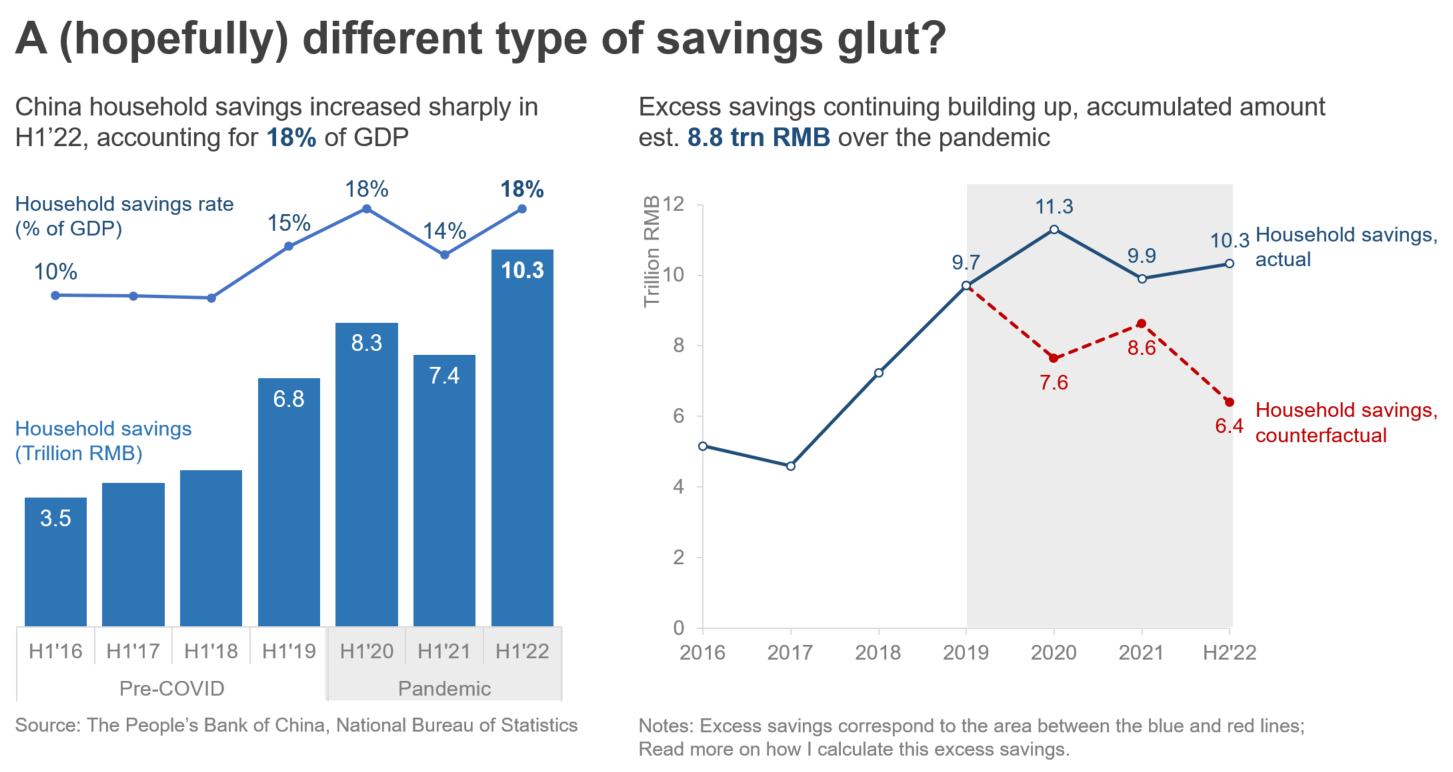 A (hopefully) different type of savings glut?
China household savings increased sharply in
H1’22, accounting for 18% of GDP
Household savings rate
(% of GDP)
10%
15%
18%
14%
18%
Household savings
(Trillion RMB)
3.5
6.8
8.3
7.4
10.3
H1'16
H1'17
H1'18
H1'19
H1'20
H1'21
H1'22
Pre-COVID
Pandemic
Source: The People’s Bank of China, National Bureau of Statistics
Excess savings continuing building up, accumulated amount
est. 8.8 trn RMB over the pandemic
Trillion RMB
12
10
8
6
4
2
0
9.7
11.3
9.9
10.3
Household savings,
actual
7.6
8.6
6.4
Household savings,
counterfactual
2016
2017
2018
2019
2020
2021
H2'22
Notes: Excess savings correspond to the area between the blue and red lines;
Read more on how I calculate this excess savings.